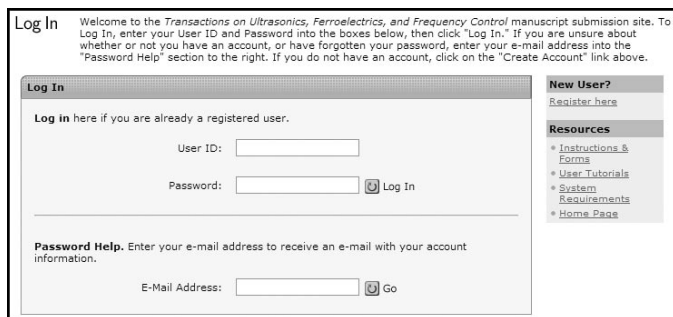 Log In
Welcome to the Transactions on Ultrasonics, Ferroelectrics, and Frequency Control manuscript submission site. To
Log In, enter your User ID and Password into the boxes below, then click "Log In." If you are unsure about
whether or not you have an account, or have forgotten your password, enter your e-mail address into the
"Password Help" section to the right. If you do not have an account, click on the "Create Account" link above.
Log In
Log in here if you are already a registered user.
User ID:
Password:
Log In
Password Help. Enter your e-mail address to receive an e-mail with your account
information.
E-Mail Address:
Go
New User?
Register here
Resources
Instructions &
Forms
User Tutorials
System
Requirements
Home Page